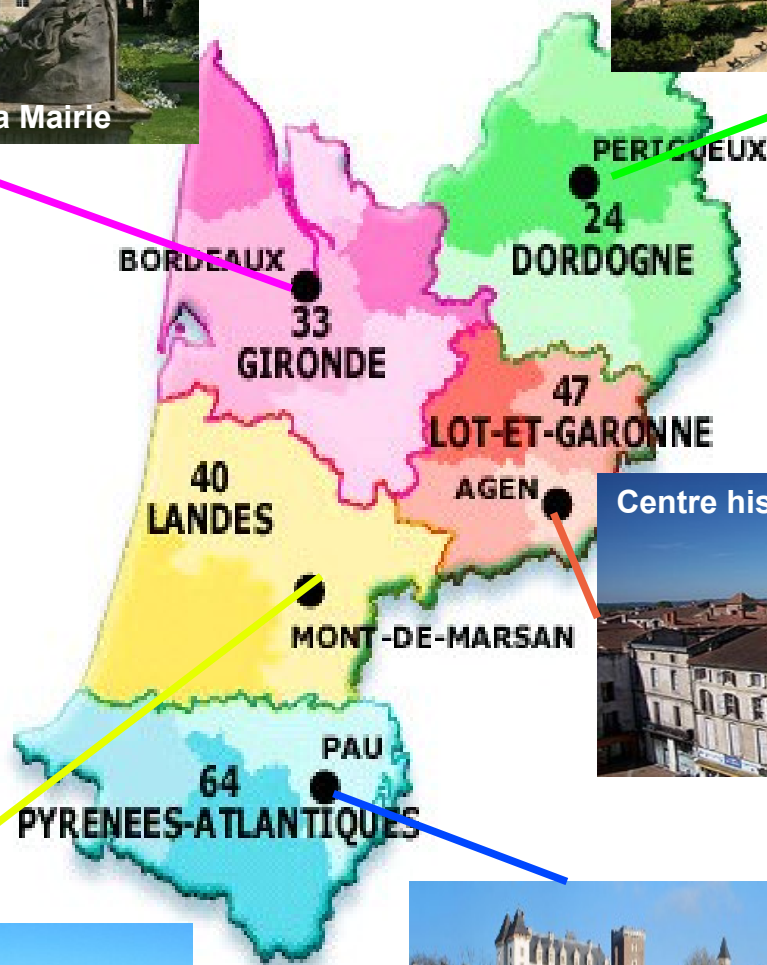 a Mairie
PERIGUEUX
24
DORDOGNE
BORDEAUX
33
GIRONDE
47
LOT-ET-GARONNE
40
LANDES
AGEN
Centre his
MONT-DE-MARSAN
PAU
64
PYRENEES-ATLANTIQUES